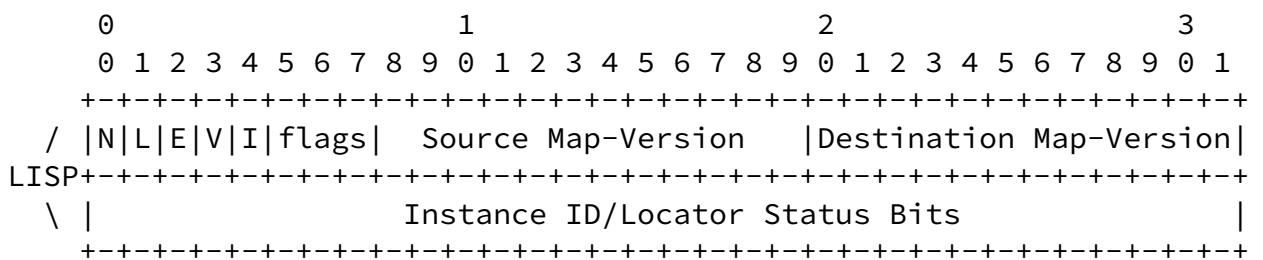 0                   1                   2                   3
     0 1 2 3 4 5 6 7 8 9 0 1 2 3 4 5 6 7 8 9 0 1 2 3 4 5 6 7 8 9 0 1
    +-+-+-+-+-+-+-+-+-+-+-+-+-+-+-+-+-+-+-+-+-+-+-+-+-+-+-+-+-+-+-+-+
  / |N|L|E|V|I|flags|  Source Map-Version   |Destination Map-Version|
LISP+-+-+-+-+-+-+-+-+-+-+-+-+-+-+-+-+-+-+-+-+-+-+-+-+-+-+-+-+-+-+-+-+
  \ |                 Instance ID/Locator Status Bits               |
    +-+-+-+-+-+-+-+-+-+-+-+-+-+-+-+-+-+-+-+-+-+-+-+-+-+-+-+-+-+-+-+-+